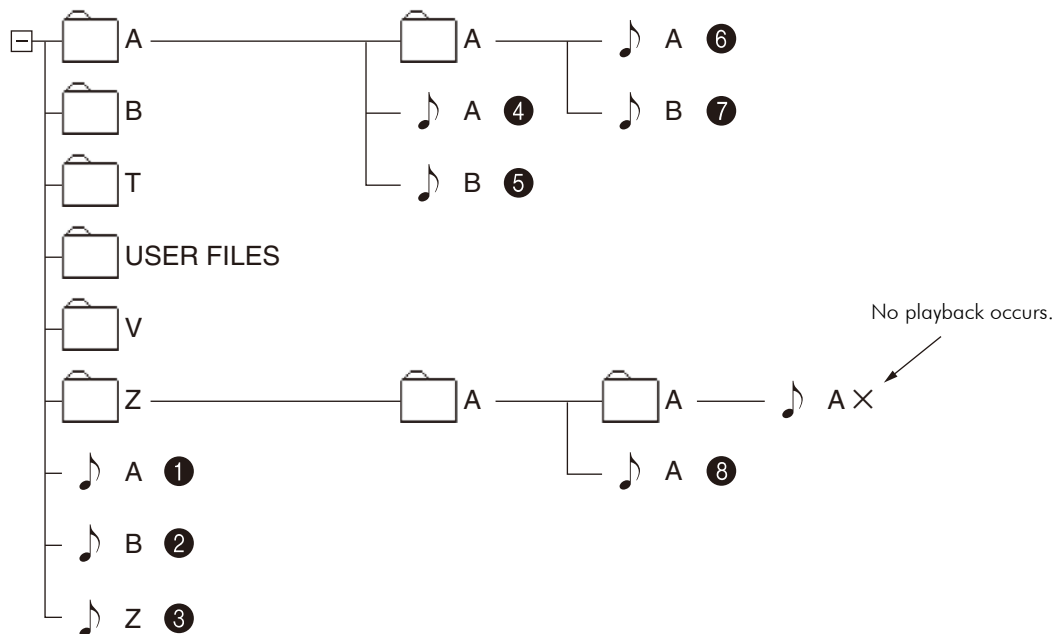 A A A 6
B A 4 B 7
T B 5
USER FILES
V
No playback occurs.
Z A A A ×
A 1 A 8
B 2
Z 3